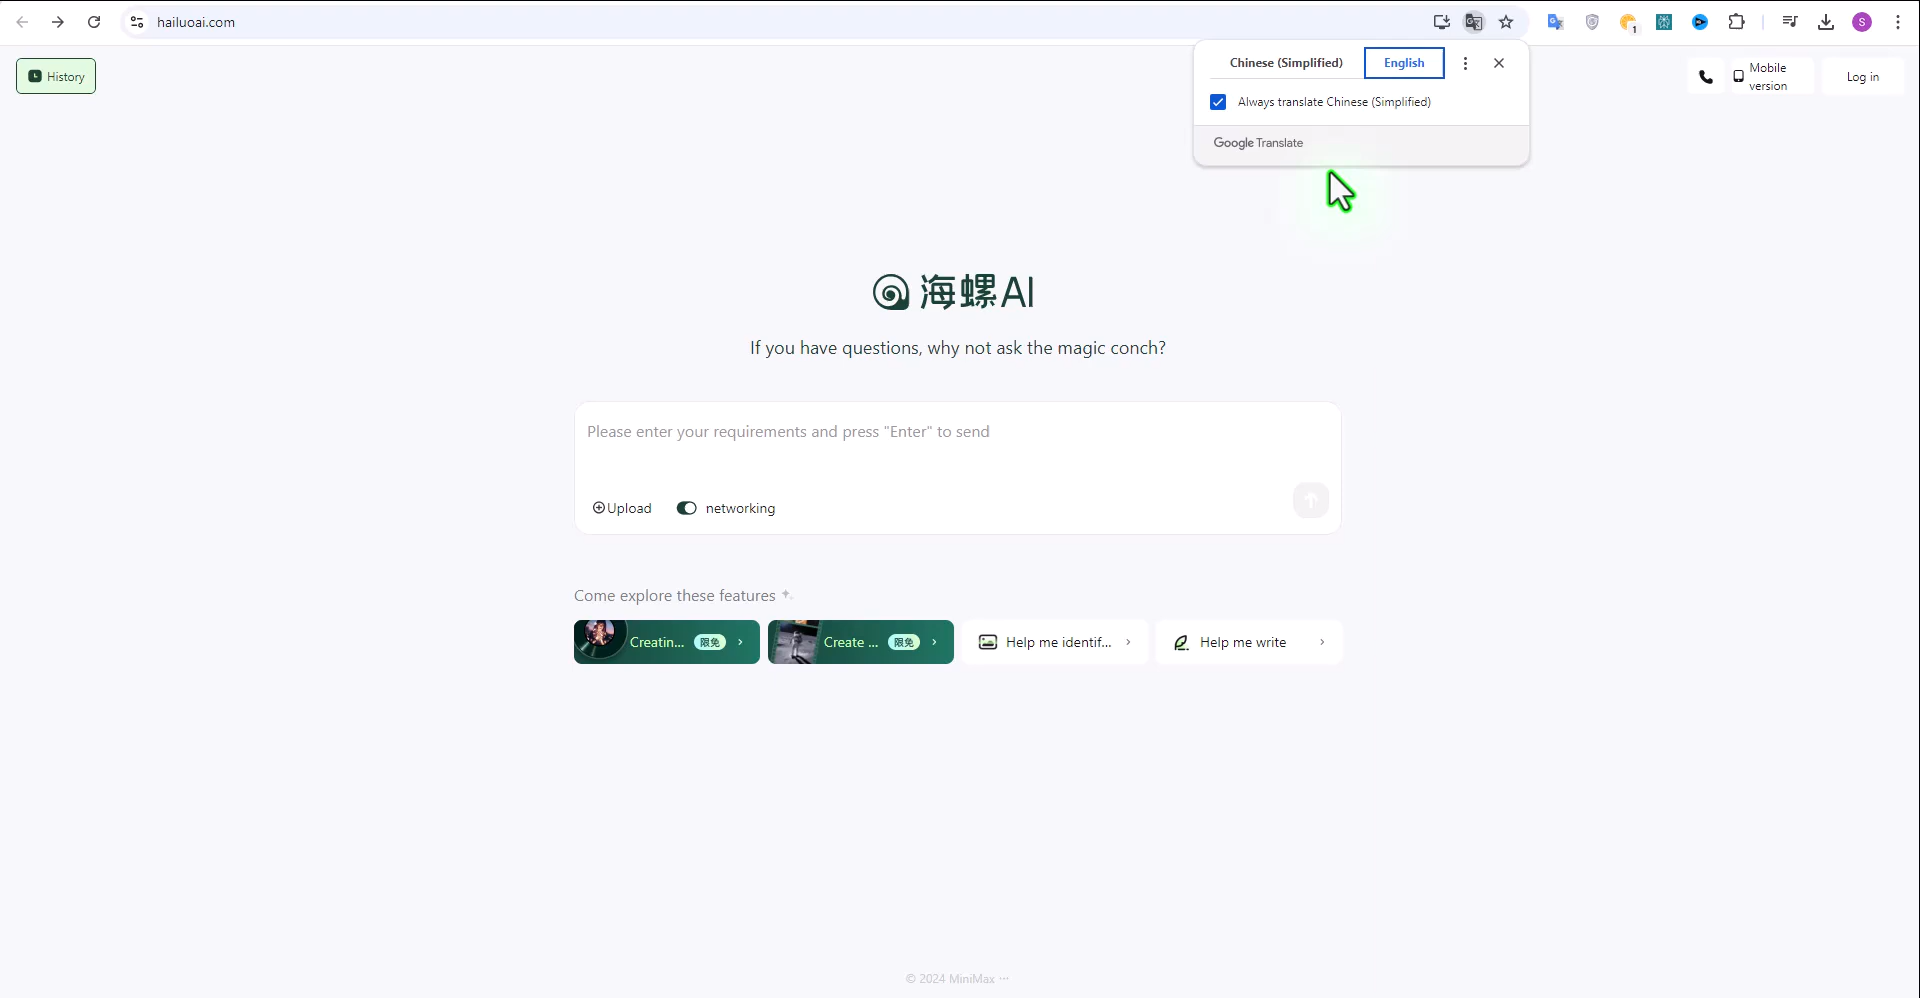 hailuoai.com
1
S
History
Chinese (Simplified)
English
Always translate Chinese (Simplified)
Google Translate
Mobile
version
Log in
海螺AI
If you have questions, why not ask the magic conch?
Please enter your requirements and press "Enter" to send
Upload
networking
Come explore these features
Creatin... 限免
Create ... 限免
Help me identif...
Help me write
© 2024 MiniMax ···